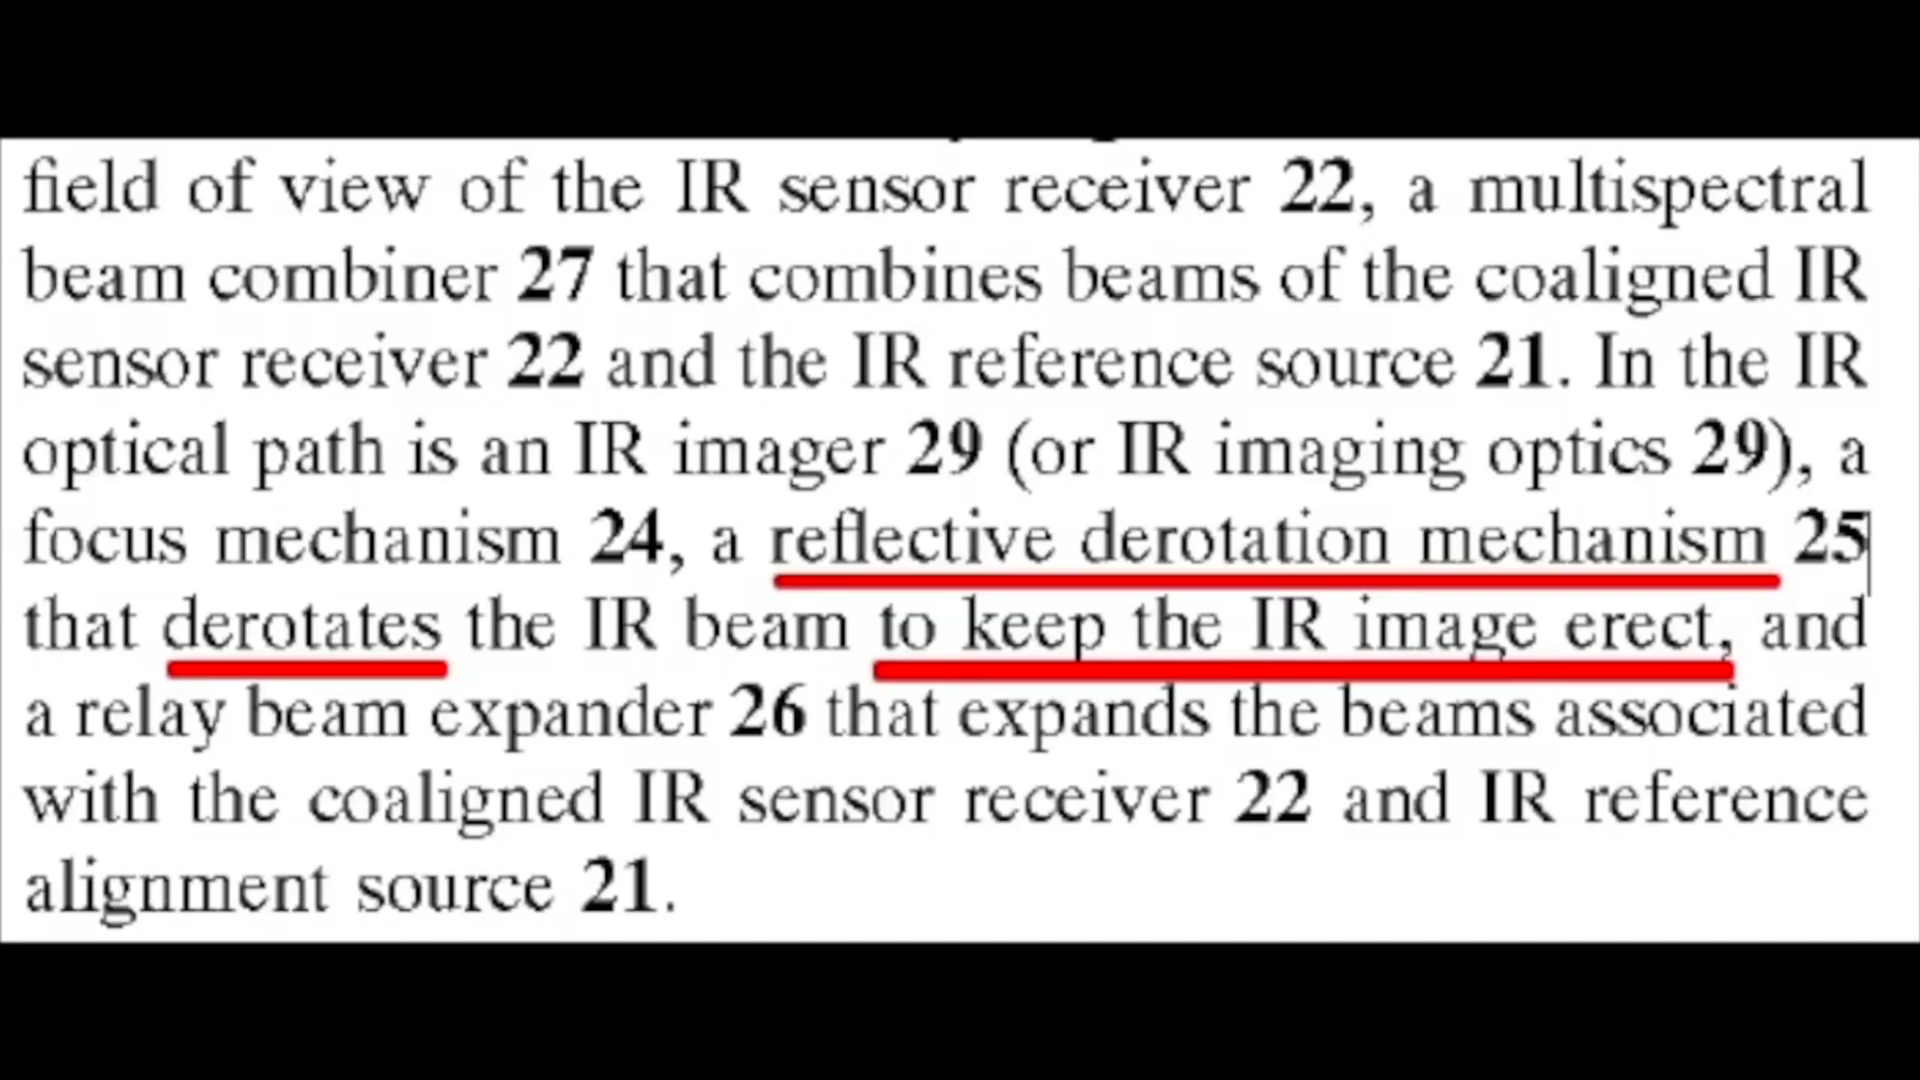 field of view of the IR sensor receiver 22, a multispectral
beam combiner 27 that combines beams of the coaligned IR
sensor receiver 22 and the IR reference source 21. In the IR
optical path is an IR imager 29 (or IR imaging optics 29), a
focus mechanism 24, a reflective derotation mechanism 25
that derotates the IR beam to keep the IR image erect, and
a relay beam expander 26 that expands the beams associated
with the coaligned IR sensor receiver 22 and IR reference
alignment source 21.